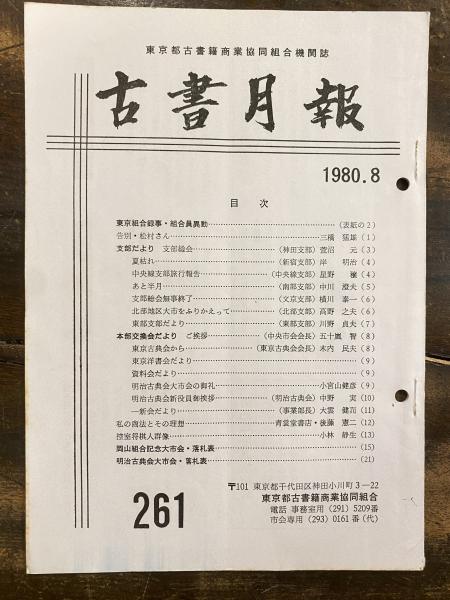 東京都古書籍商業協同組合機関誌
古書月報
1980.8
目次
東京組合録事・組合員異動……(表紙の2)
告別・松村さん……三橋猛雄(1)
支部だより 支部総会……(神田支部)菅沼 元(3)
夏枯れ……(新宿支部)岸 明治(4)
中央線支部旅行報告……(中央線支部)星野 穣(4)
あと半月……(南部支部)中川澄夫(5)
支部総会無事終了……(文京支部)横川泰一(6)
北部地区大市をふりかえって……(北部支部)高野之夫(6)
東部支部だより……(東部支部)川野貞夫(7)
本部交換会だより ご挨拶……(中央市会会長)五十嵐 智(8)
東京古典会から……(東京古典会会長)木内民夫(8)
東京洋書会だより……(9)
資料会だより……(9)
明治古典会大市会の御礼……小宮山健彦(9)
明治古典会新役員御挨拶……(明治古典会)中野 実(10)
一新会だより……(事業部長)大雲健司(11)
私の商法とその理想……青裳堂書店・後藤憲二(12)
控室将棋人群像……小林静生(13)
岡山組合記念大市会・落札表……(15)
明治古典会大市会・落札表……(21)
261
〒101 東京都千代田区神田小川町3―22
東京都古書籍商業協同組合
電話 事務室用(291)5209番
市会専用(293)0161番(代)